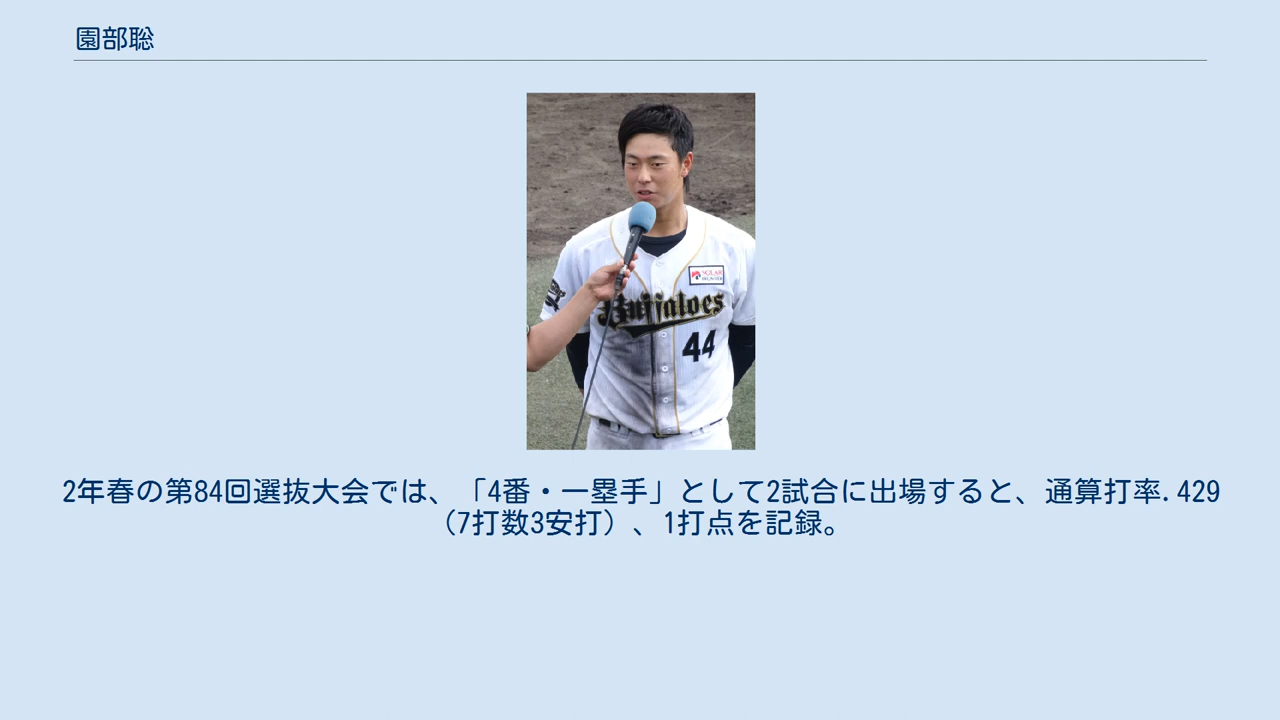 園部聡
SOLAR
Buffaloes
44
2年春の第84回選抜大会では、「4番・一塁手」として2試合に出場すると、通算打率.429
（7打数3安打）、1打点を記録。